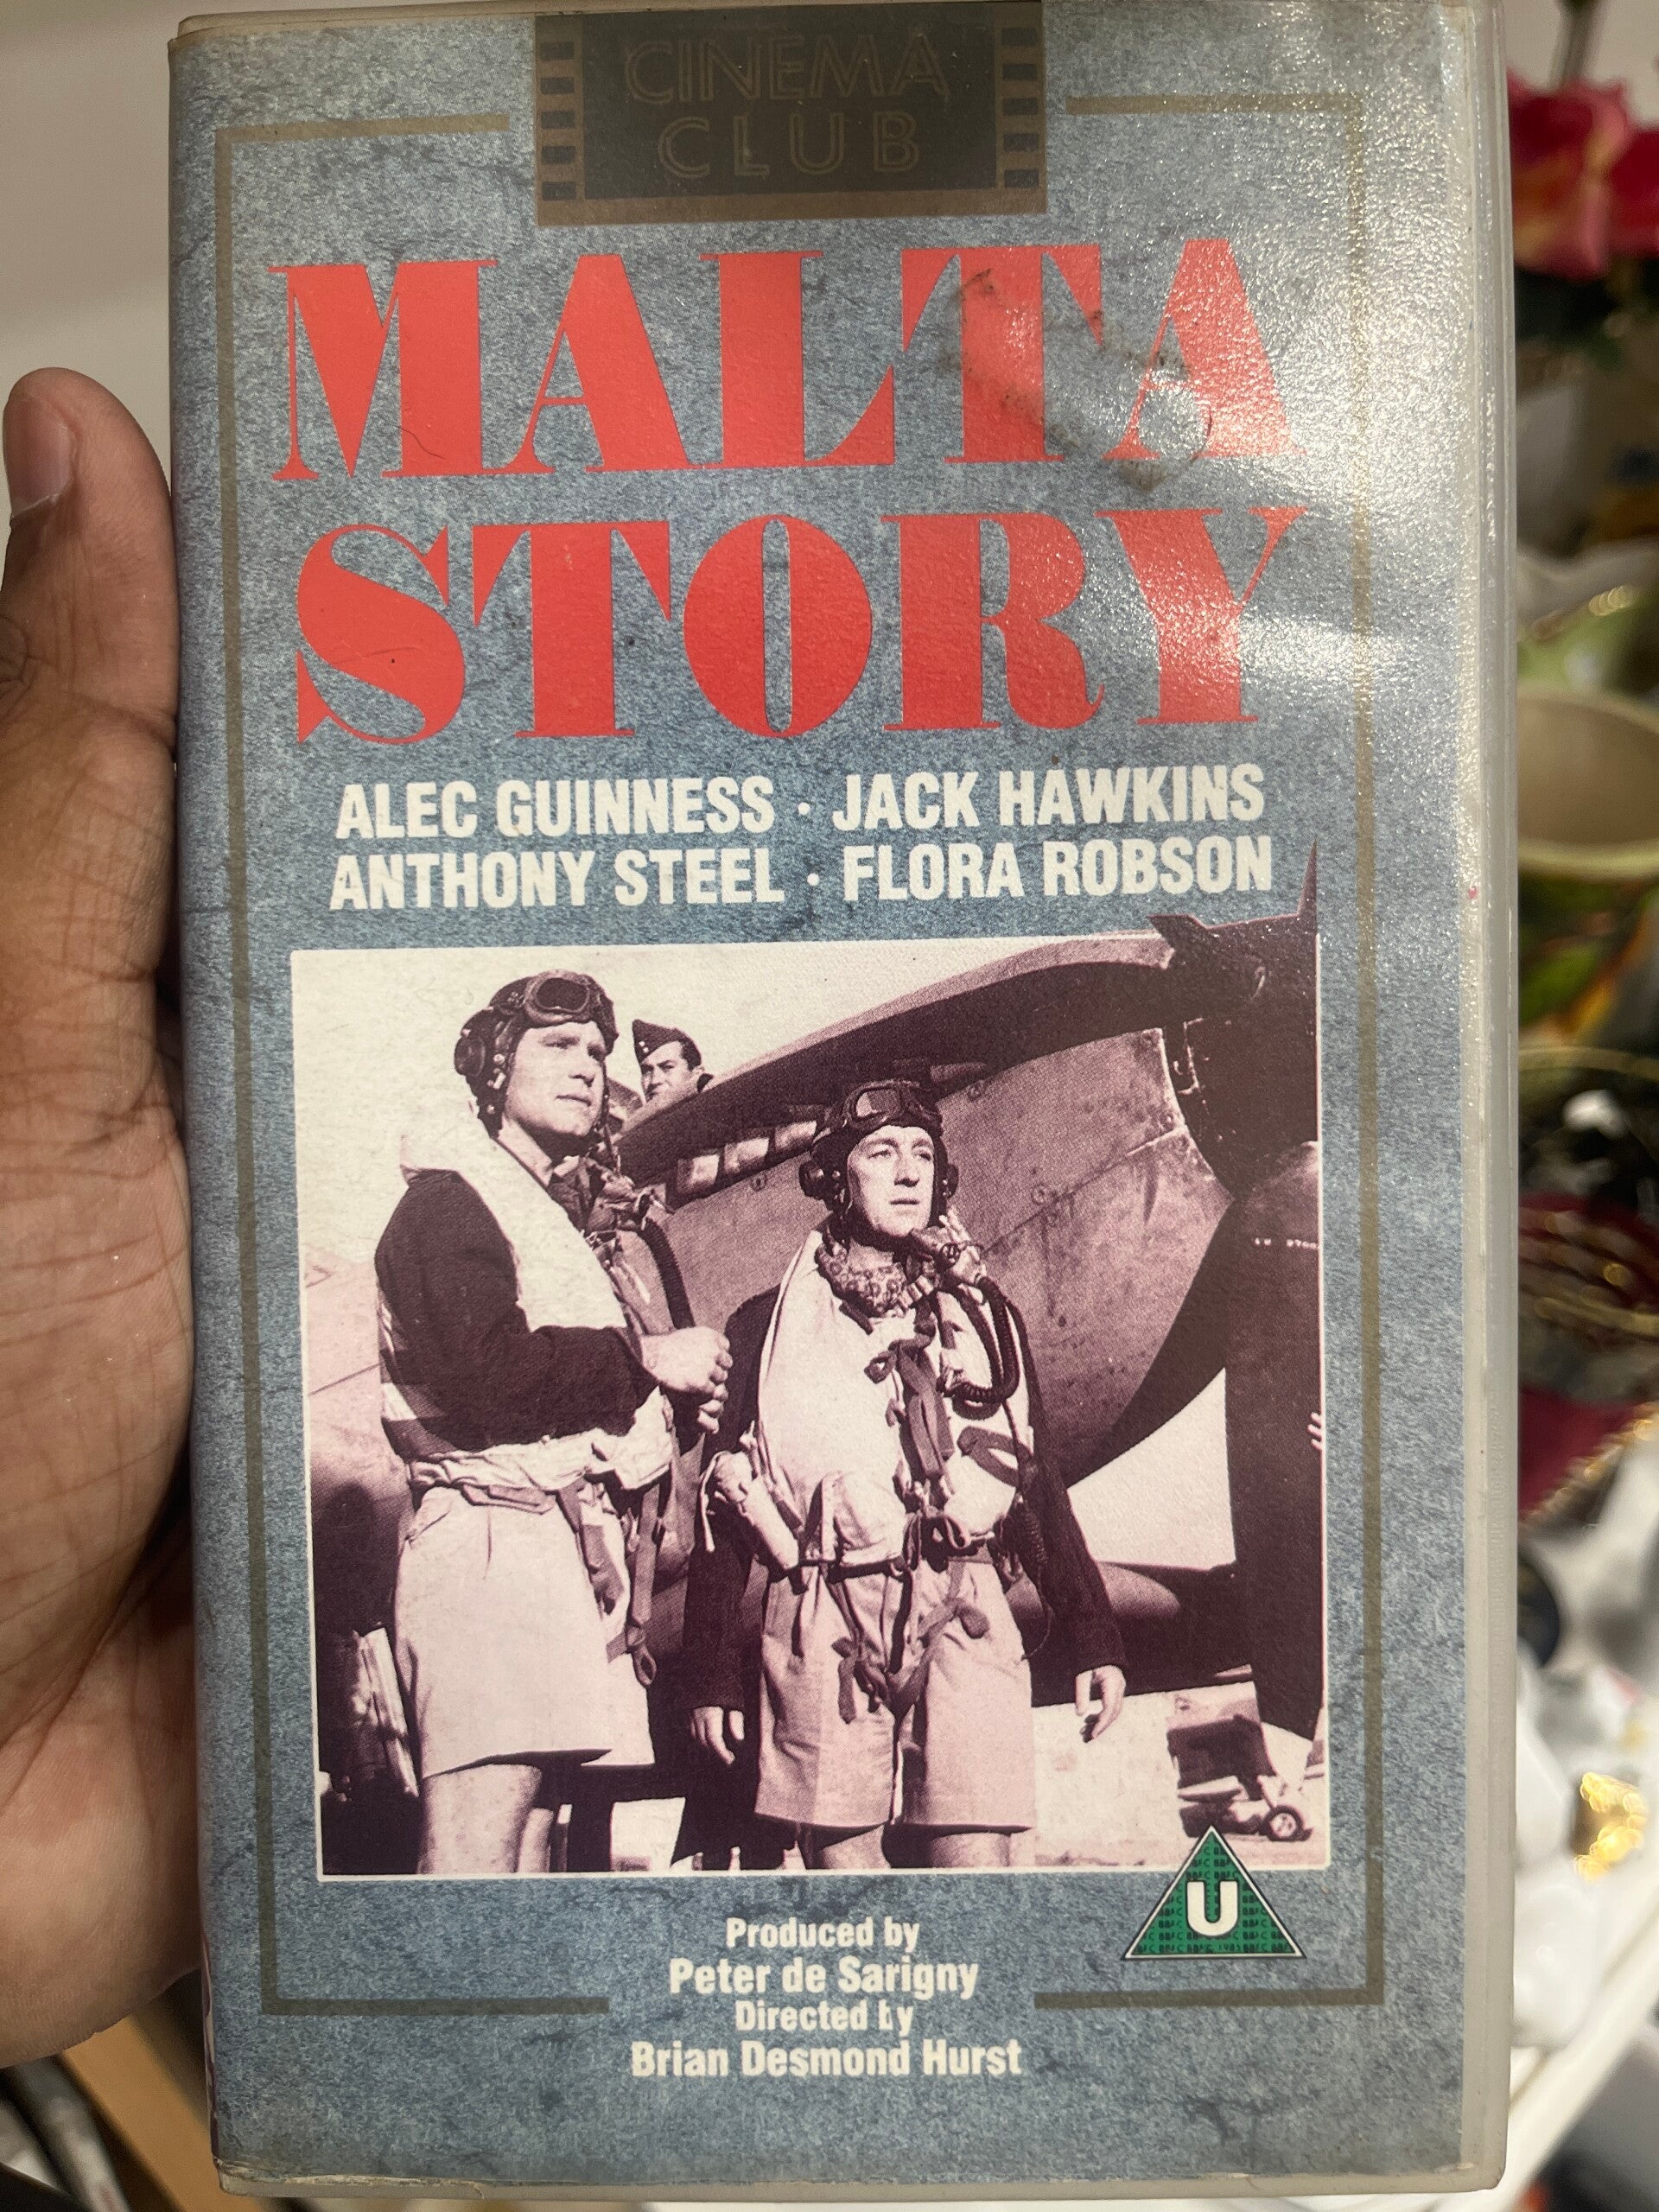 CINEMA
CLUB
MALTA
STORY
ALEC GUINNESS · JACK HAWKINS
ANTHONY STEEL · FLORA ROBSON
U
Produced by
Peter de Sarigny
Directed by
Brian Desmond Hurst